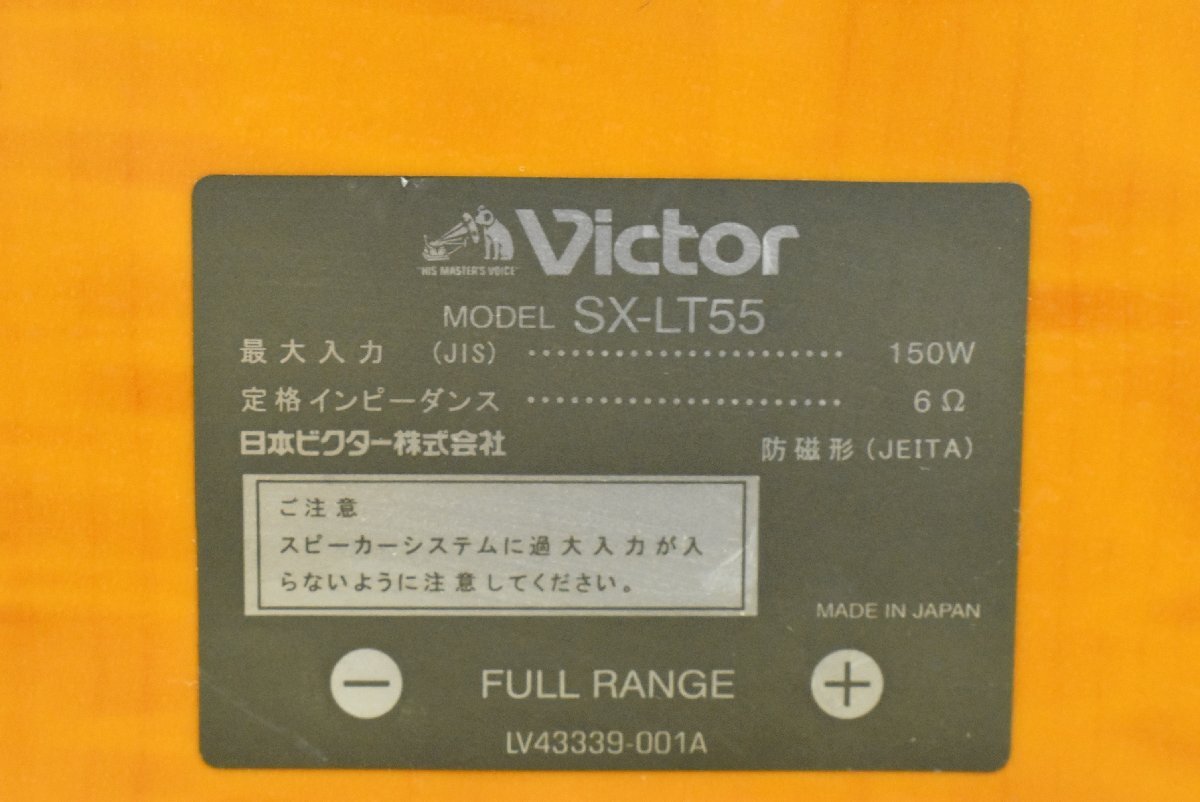 Victor
"HIS MASTER'S VOICE"
MODEL SX-LT55
最大入力 (JIS) ························ 150W
定格インピーダンス ························ 6Ω
日本ビクター株式会社 防磁形(JEITA)
ご注意
スピーカーシステムに過大入力が入
らないように注意してください。
MADE IN JAPAN
− FULL RANGE +
LV43339-001A